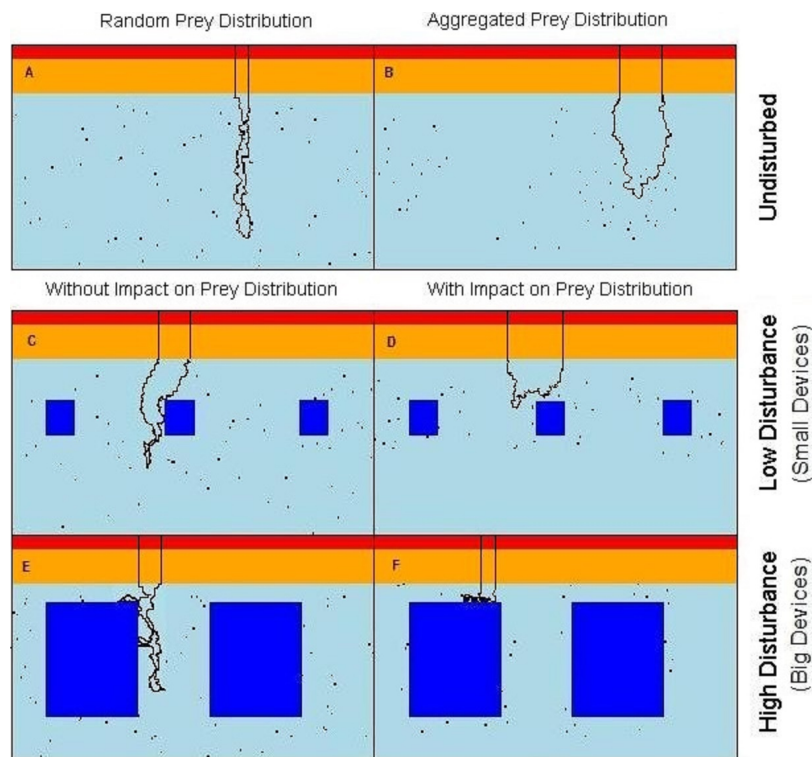 Random Prey Distribution
Aggregated Prey Distribution
A
B
Undisturbed
Without Impact on Prey Distribution
With Impact on Prey Distribution
C
D
Low Disturbance
(Small Devices)
E
F
High Disturbance
(Big Devices)